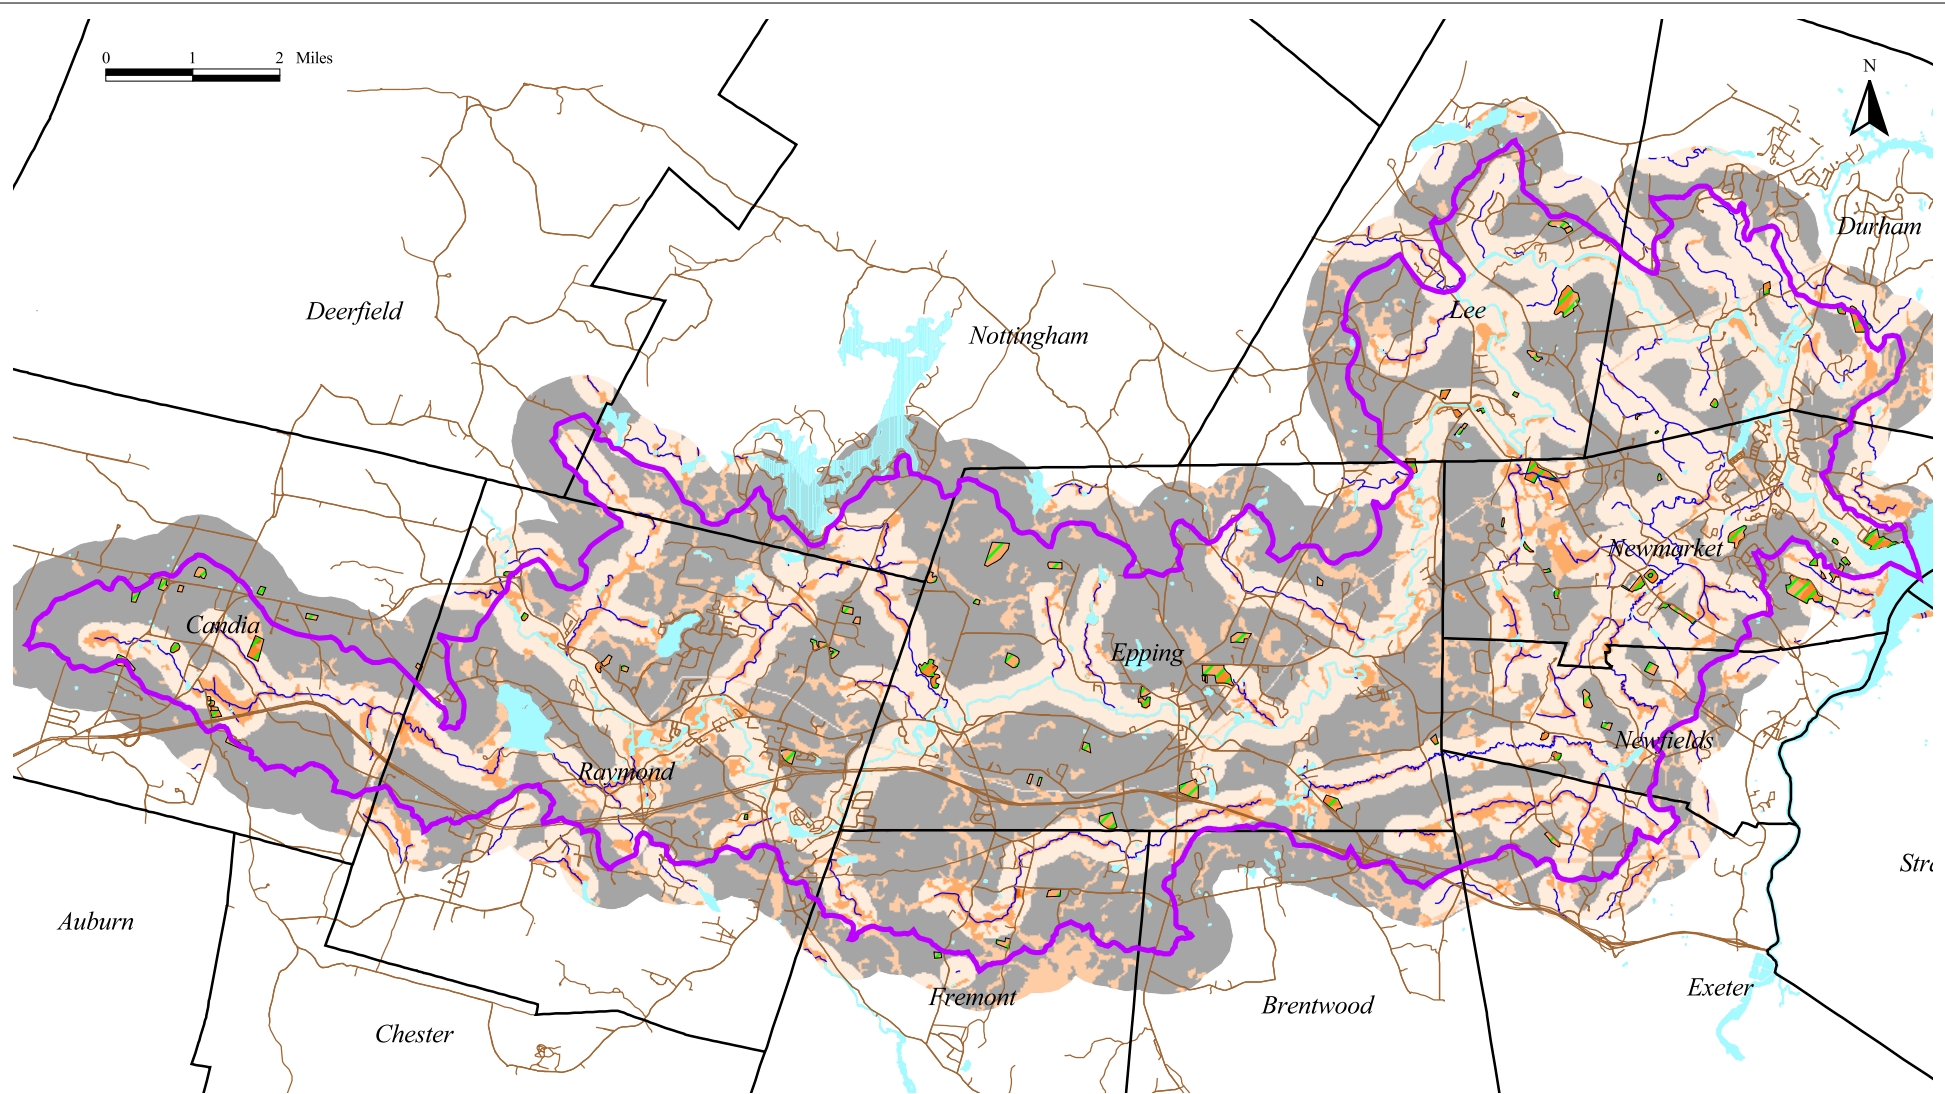 0 1 2 Miles
N
Durham
Deerfield
Lee
Nottingham
Newmarket
Candia
Epping
Newfields
Raymond
Auburn
Exeter
Fremont
Brentwood
Chester